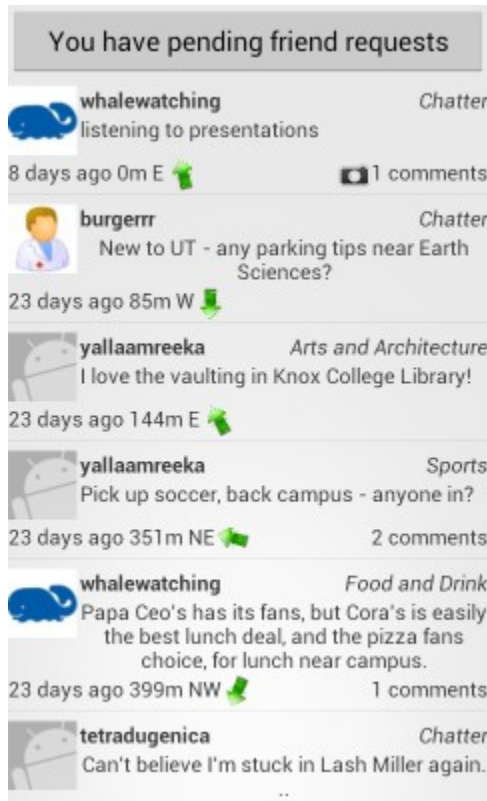 You have pending friend requests
whalewatching Chatter
listening to presentations
8 days ago 0m E 1 comments
burgerrr Chatter
New to UT - any parking tips near Earth
Sciences?
23 days ago 85m W
yallaamreeka Arts and Architecture
I love the vaulting in Knox College Library!
23 days ago 144m E
yallaamreeka Sports
Pick up soccer, back campus - anyone in?
23 days ago 351m NE 2 comments
whalewatching Food and Drink
Papa Ceo's has its fans, but Cora's is easily
the best lunch deal, and the pizza fans
choice, for lunch near campus.
23 days ago 399m NW 1 comments
tetradugenica Chatter
Can't believe I'm stuck in Lash Miller again.
..